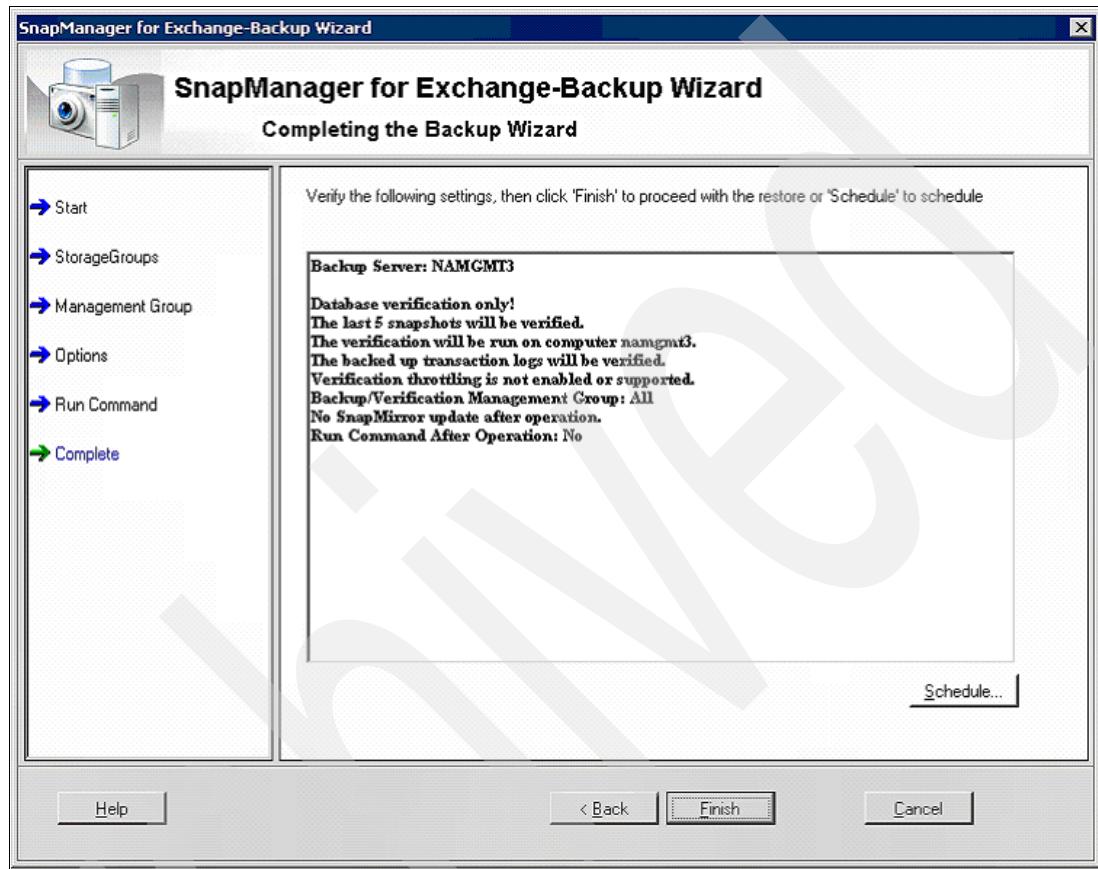 SnapManager for Exchange-Backup Wizard
SnapManager for Exchange-Backup Wizard
Completing the Backup Wizard
Start
StorageGroups
Management Group
Options
Run Command
Complete
Verify the following settings, then click 'Finish' to proceed with the restore or 'Schedule' to schedule
Backup Server: NAMGMT3
Database verification only!
The last 5 snapshots will be verified.
The verification will be run on computer namgmt3.
The backed up transaction logs will be verified.
Verification throttling is not enabled or supported.
Backup/Verification Management Group: All
No SnapMirror update after operation.
Run Command After Operation: No
Schedule...
Help
< Back
Finish
Cancel
hived